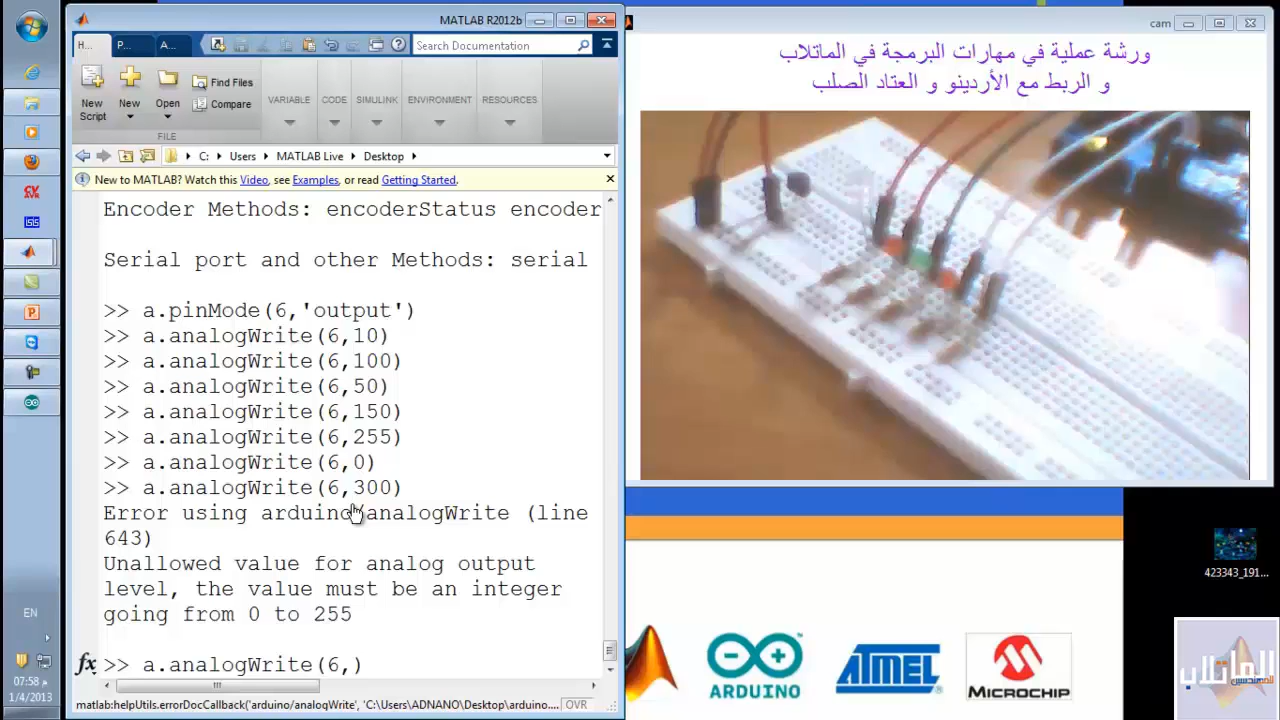 MATLAB R2012b
H...
P...
A...
Search Documentation
New Script
New
Open
Find Files
Compare
FILE
VARIABLE
CODE
SIMULINK
ENVIRONMENT
RESOURCES
C: Users MATLAB Live Desktop
New to MATLAB? Watch this Video, see Examples, or read Getting Started.
Encoder Methods: encoderStatus encoder
Serial port and other Methods: serial
>> a.pinMode(6,'output')
>> a.analogWrite(6,10)
>> a.analogWrite(6,100)
>> a.analogWrite(6,50)
>> a.analogWrite(6,150)
>> a.analogWrite(6,255)
>> a.analogWrite(6,0)
>> a.analogWrite(6,300)
Error using arduino/analogWrite (line
643)
Unallowed value for analog output
level, the value must be an integer
going from 0 to 255
fx >> a.analogWrite(6,)
matlab:helpUtils.errorDocCallback('arduino/analogWrite', 'C:\Users\ADNANO\Desktop\arduino....
OVR
EN
07:58 م
1/4/2013
cam
ورشة عملية في مهارات البرمجة في الماتلاب
و الربط مع الأردينو و العتاد الصلب
423343_191...
ARDUINO
ATMEL
MICROCHIP
الماتلاب
للمهندسين